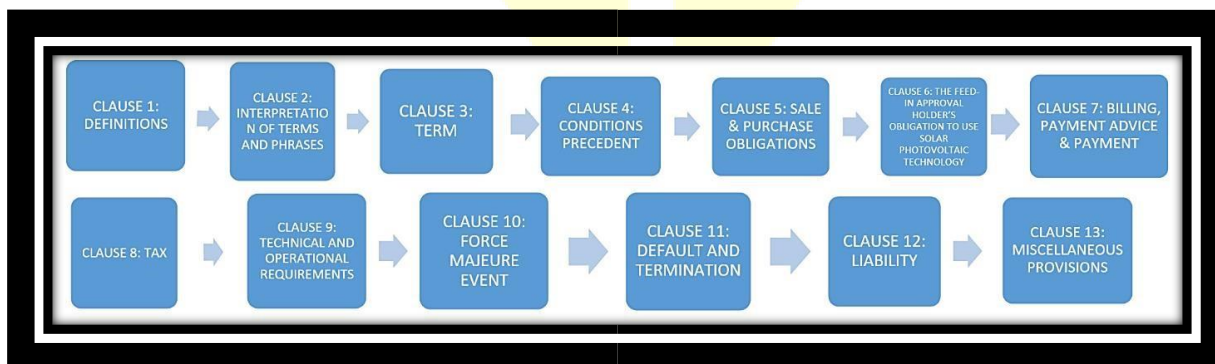 CLAUSE 1:
DEFINITIONS
CLAUSE 2:
INTERPRETATIO
N OF TERMS
AND PHRASES
CLAUSE 3:
TERM
CLAUSE 4:
CONDITIONS
PRECEDENT
CLAUSE 5: SALE
& PURCHASE
OBLIGATIONS
CLAUSE 6: THE FEED-
IN APPROVAL
HOLDER'S
OBLIGATION TO USE
SOLAR
PHOTOVOLTAIC
TECHNOLOGY
CLAUSE 7: BILLING,
PAYMENT ADVICE
& PAYMENT
CLAUSE 8: TAX
CLAUSE 9:
TECHNICAL AND
OPERATIONAL
REQUIREMENTS
CLAUSE 10:
FORCE
MAJEURE
EVENT
CLAUSE 11:
DEFAULT AND
TERMINATION
CLAUSE 12:
LIABILITY
CLAUSE 13:
MISCELLANEOUS
PROVISIONS